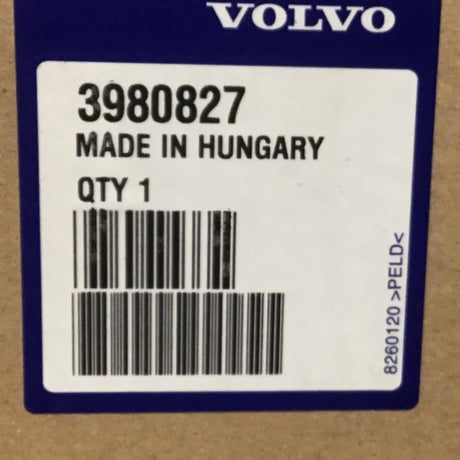 VOLVO
3980827
MADE IN HUNGARY
QTY 1
8260120 >PELD<